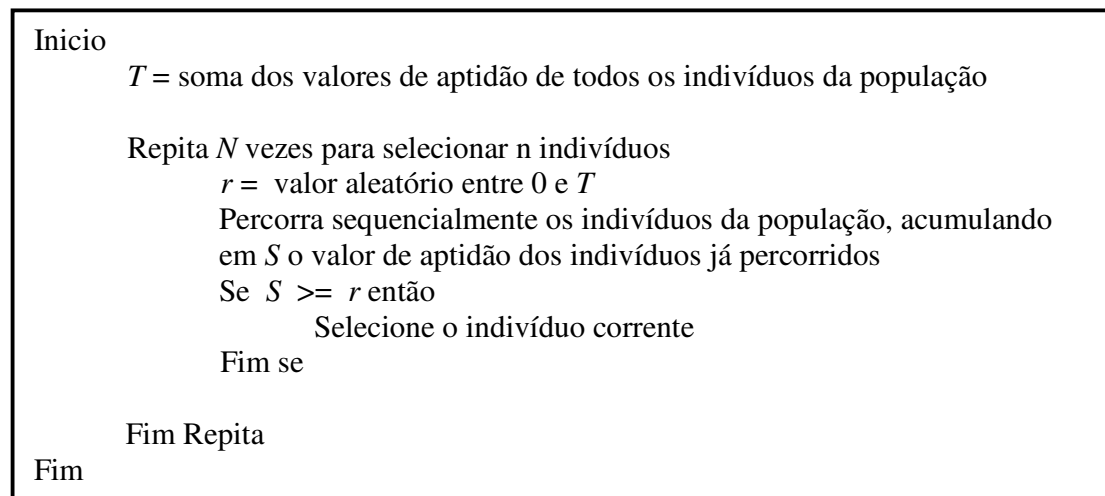 Inicio
T = soma dos valores de aptidão de todos os indivíduos da população
Repita N vezes para selecionar n indivíduos
r = valor aleatório entre 0 e T
Percorra sequencialmente os indivíduos da população, acumulando
em S o valor de aptidão dos indivíduos já percorridos
Se S >= r então
Selecione o indivíduo corrente
Fim se
Fim Repita
Fim